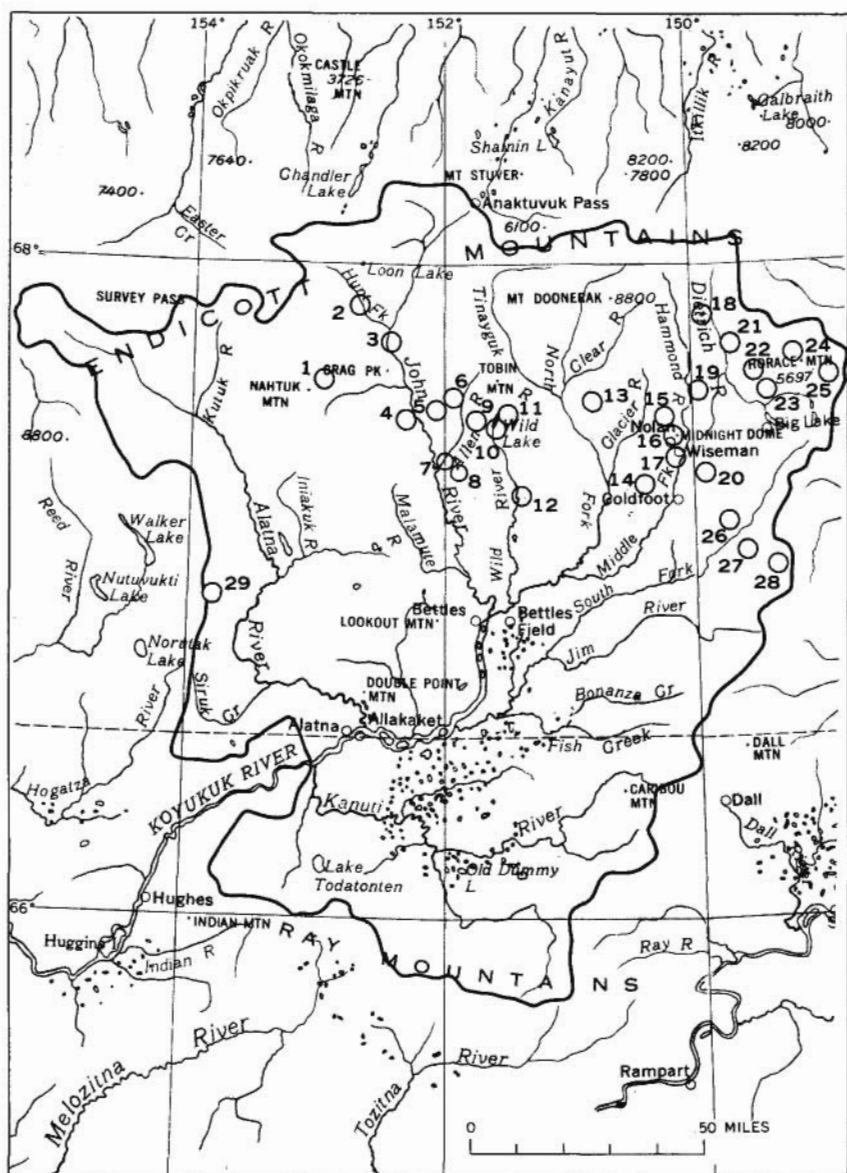 154°
152°
150°
Okpikruak R
Okokmilaga R
CASTLE
3726
MTN
Kanayut R
Itkillik R
Galbraith
Lake
8000
8200
8200
7800
7640
7400
Chandler
Lake
Shainin L
MT STUVER
Anaktuvuk Pass
6100
Easter
Cr
68°
ENDICOTT MOUNTAINS
SURVEY PASS
Loon Lake
Hunt Fk
2
3
1
CRAG PK
NAHTUK
MTN
Kutuk R
John
River
Tinayguk
R
MT DOONERAK
8800
North
Fork
Clear R
Hammond R
Dietrich
R
18
21
22
24
HORACE MTN
5697
25
23
Big Lake
19
TOBIN
MTN
6
5
4
9
11
Wild
Lake
10
Allen R
7
8
13
Glacier R
15
Nolan
16
MIDNIGHT DOME
Wiseman
17
14
Coldfoot
20
12
Wild
River
Middle
Fk
South
Fork
26
27
28
8800
Reed
River
Walker
Lake
Nutuvukti
Lake
29
Alatna
River
Iniakuk R
Malamute
R
Bettles
Bettles
Field
LOOKOUT MTN
Jim
River
Norutak
Lake
Siruk
Cr
DOUBLE POINT
MTN
Bonanza Cr
Alatna
Allakaket
Fish Creek
Hogatza
River
KOYUKUK RIVER
Kanuti
River
CARIBOU
MTN
DALL
MTN
Dall
Dall
Lake
Todatonten
Old Dummy
L
66°
Hughes
Huggins
INDIAN MTN
Indian R
RAY MOUNTAINS
Ray R
Melozitna
River
Tozitna
River
Rampart
0 50 MILES